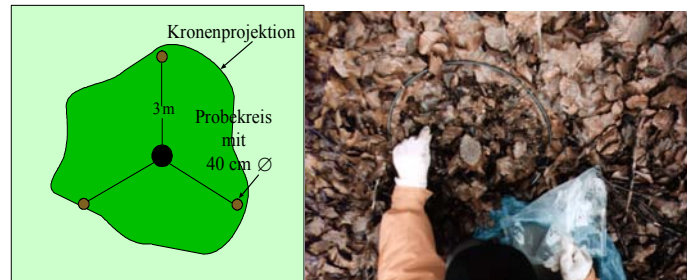 Kronenprojektion
3 m
Probekreis
mit
40 cm ∅